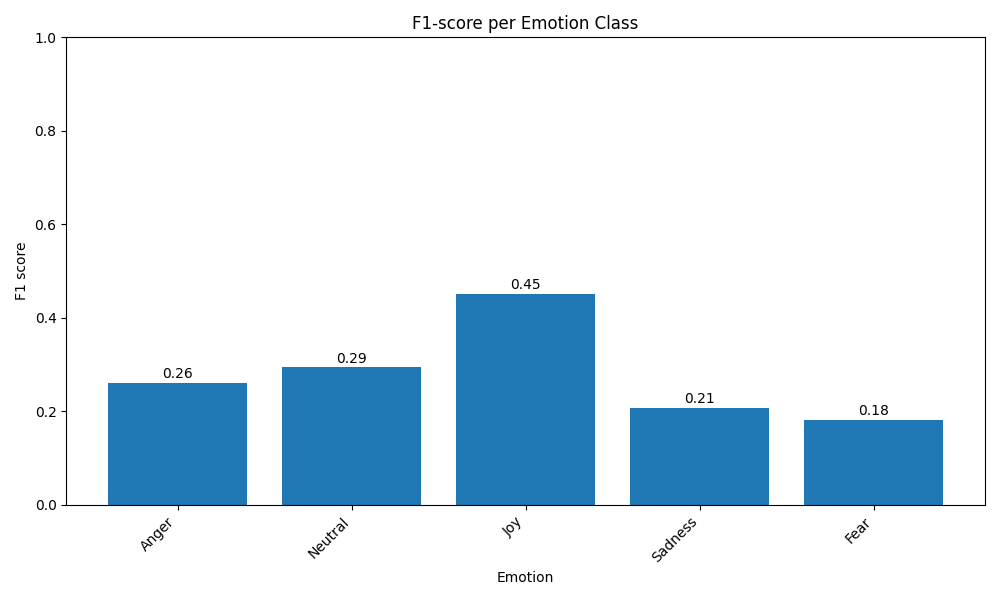 F1-score per Emotion Class
1.0
0.8
0.6
0.4
0.2
0.0
F1 score
0.26
0.29
0.45
0.21
0.18
Anger
Neutral
Joy
Sadness
Fear
Emotion